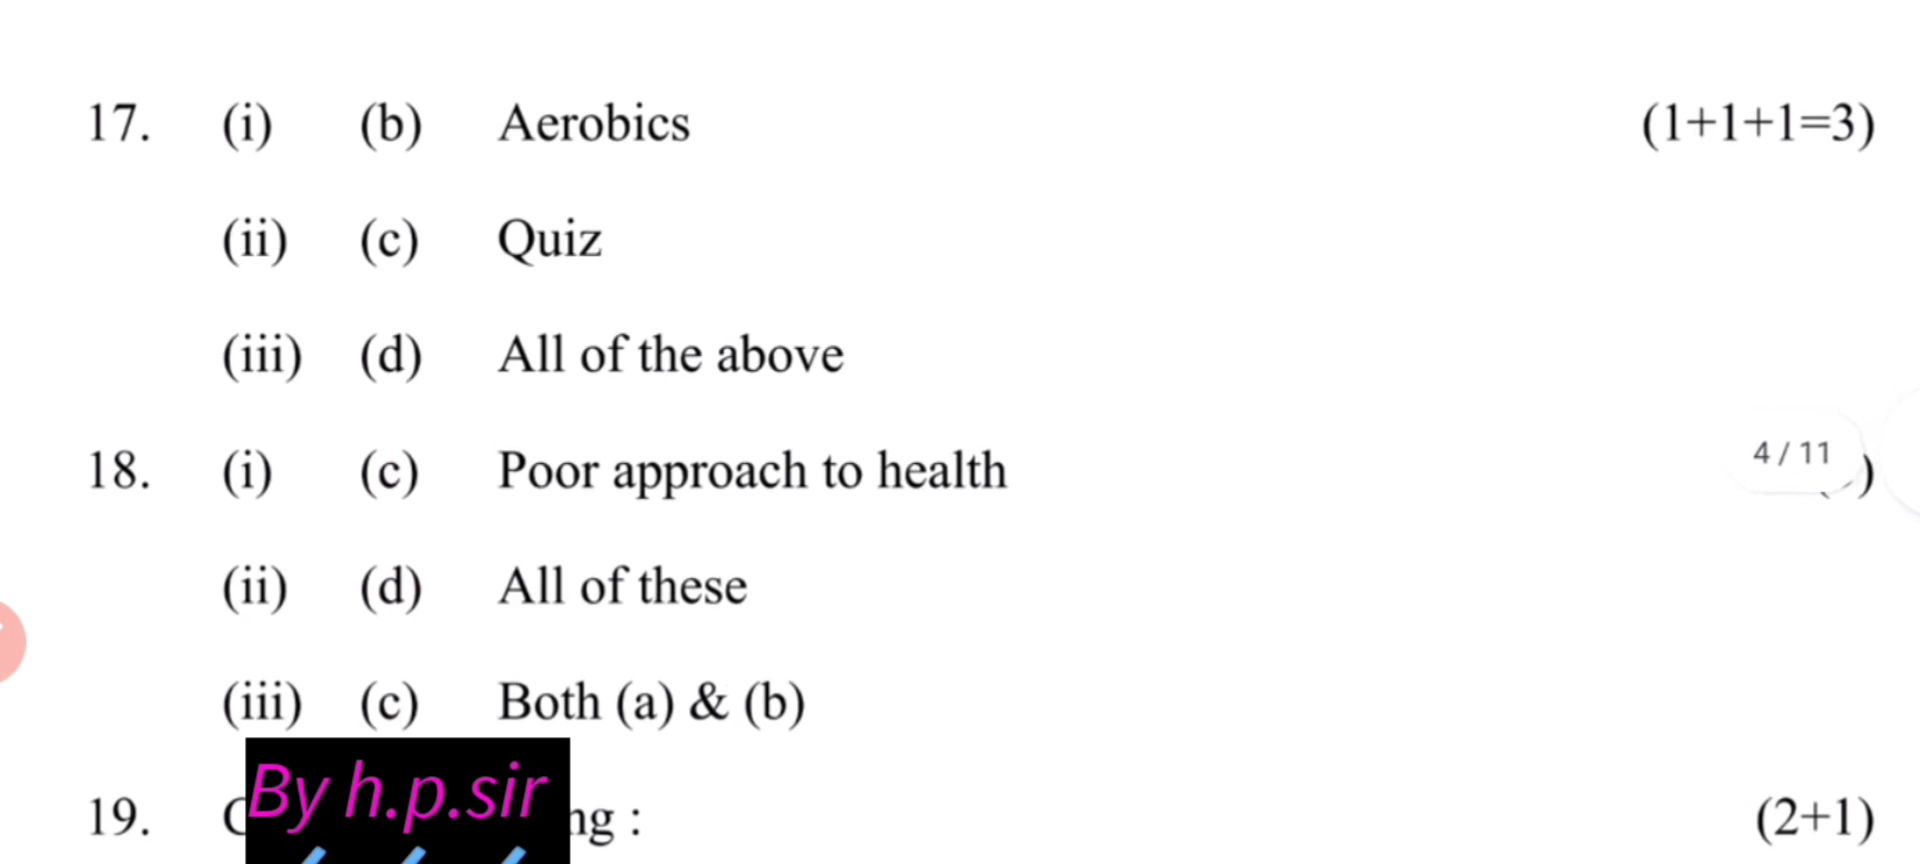 17. (i) (b) Aerobics (1+1+1=3)
(ii) (c) Quiz
(iii) (d) All of the above
18. (i) (c) Poor approach to health )
4 / 11
(ii) (d) All of these
(iii) (c) Both (a) & (b)
By h.p.sir
19. : (2+1)